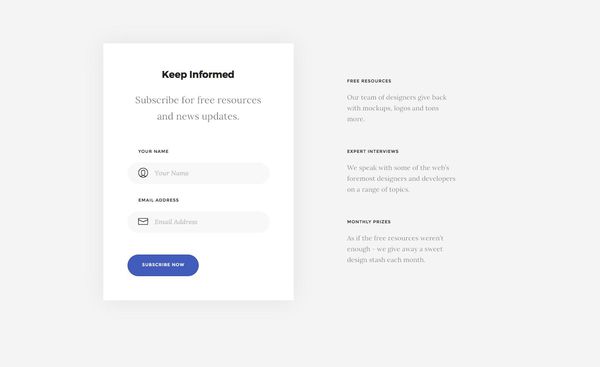 Keep Informed
Subscribe for free resources
and news updates.
YOUR NAME
Your Name
EMAIL ADDRESS
Email Address
SUBSCRIBE NOW
FREE RESOURCES
Our team of designers give back
with mockups, logos and tons
more.
EXPERT INTERVIEWS
We speak with some of the web's
foremost designers and developers
on a range of topics.
MONTHLY PRIZES
As if the free resources weren't
enough - we give away a sweet
design stash each month.